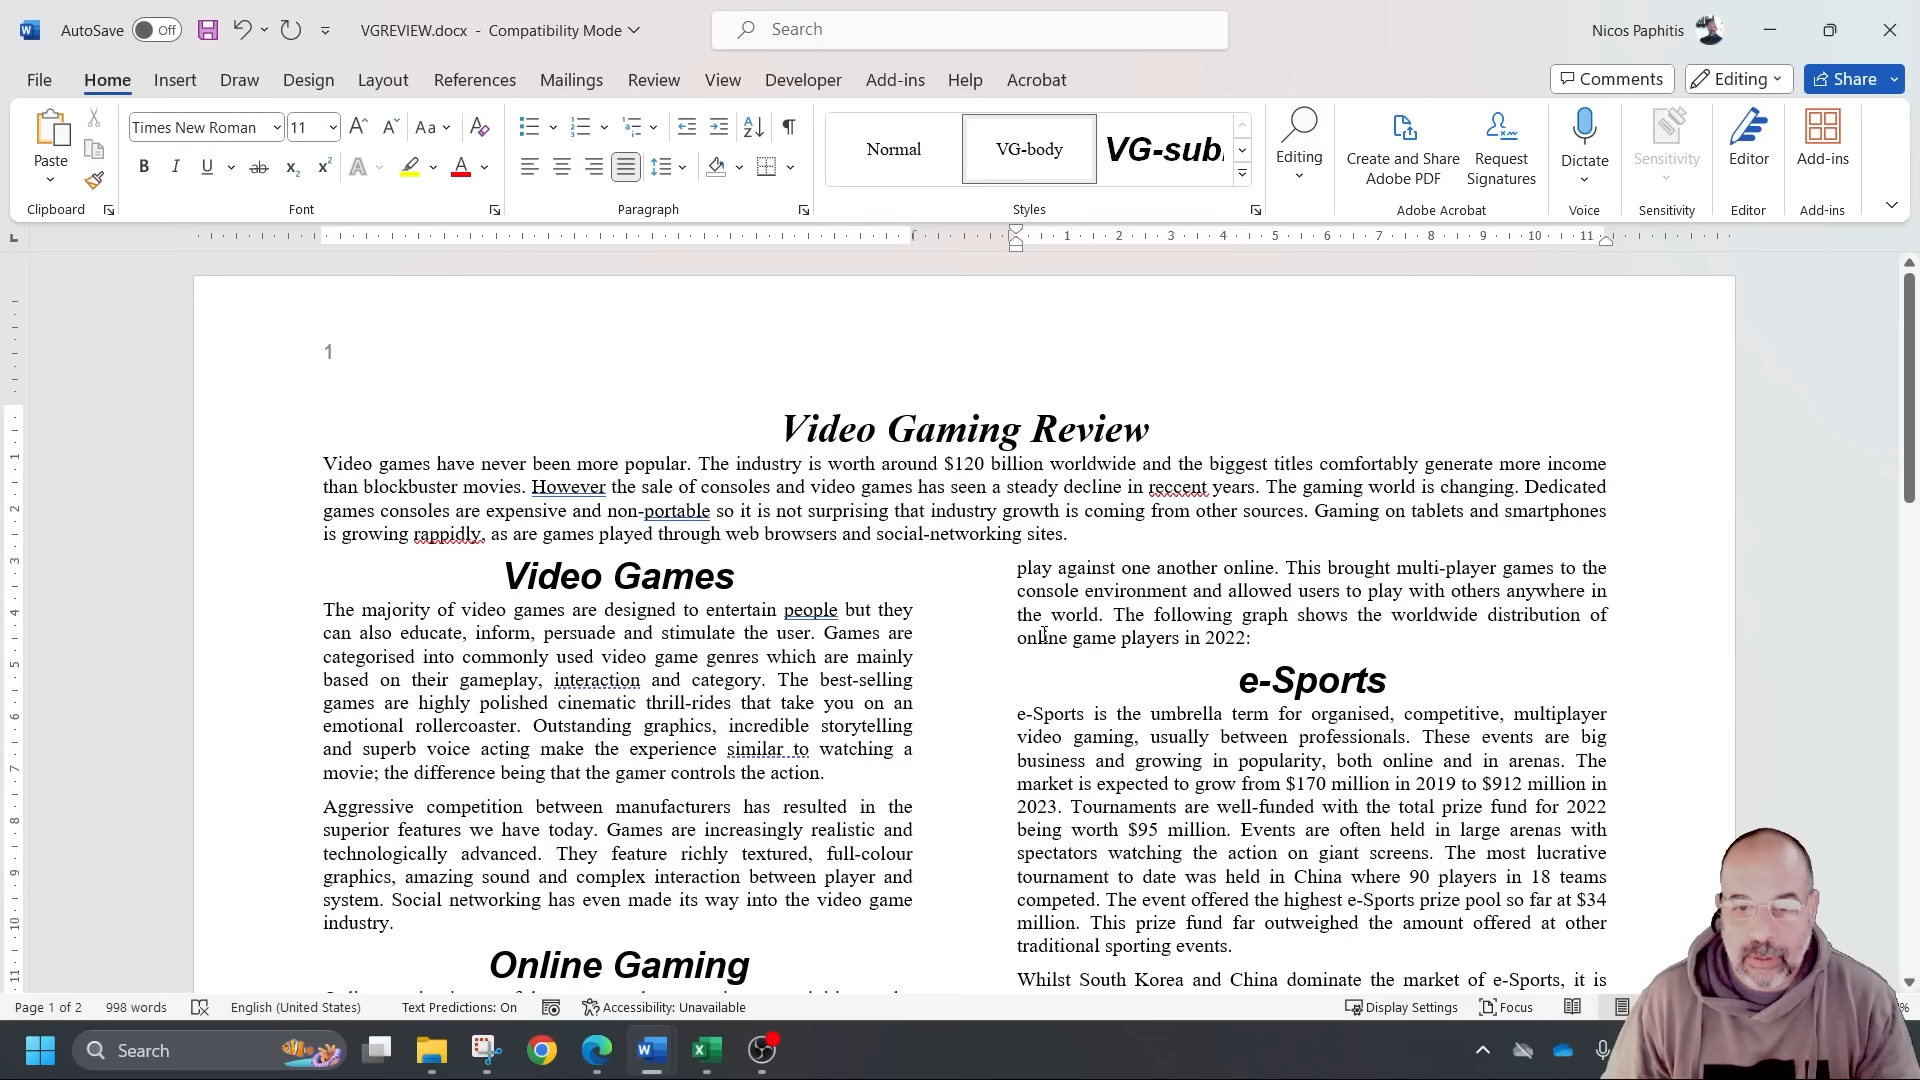 AutoSave Off VGREVIEW.docx - Compatibility Mode Search Nicos Paphitis
File Home Insert Draw Design Layout References Mailings Review View Developer Add-ins Help Acrobat Comments Editing Share
Paste
Clipboard
Times New Roman 11
Aa
B I U ab x₂ x² A A
Font
Paragraph
Normal VG-body VG-sub
Styles
Editing
Create and Share Adobe PDF
Request Signatures
Adobe Acrobat
Dictate
Voice
Sensitivity
Sensitivity
Editor
Editor
Add-ins
Add-ins
1 2 3 4 5 6 7 8 9 10 11
1
Video Gaming Review
Video games have never been more popular. The industry is worth around $120 billion worldwide and the biggest titles comfortably generate more income
than blockbuster movies. However the sale of consoles and video games has seen a steady decline in reccent years. The gaming world is changing. Dedicated
games consoles are expensive and non-portable so it is not surprising that industry growth is coming from other sources. Gaming on tablets and smartphones
is growing rappidly, as are games played through web browsers and social-networking sites.
Video Games
The majority of video games are designed to entertain people but they
can also educate, inform, persuade and stimulate the user. Games are
categorised into commonly used video game genres which are mainly
based on their gameplay, interaction and category. The best-selling
games are highly polished cinematic thrill-rides that take you on an
emotional rollercoaster. Outstanding graphics, incredible storytelling
and superb voice acting make the experience similar to watching a
movie; the difference being that the gamer controls the action.
Aggressive competition between manufacturers has resulted in the
superior features we have today. Games are increasingly realistic and
technologically advanced. They feature richly textured, full-colour
graphics, amazing sound and complex interaction between player and
system. Social networking has even made its way into the video game
industry.
Online Gaming
play against one another online. This brought multi-player games to the
console environment and allowed users to play with others anywhere in
the world. The following graph shows the worldwide distribution of
online game players in 2022:
e-Sports
e-Sports is the umbrella term for organised, competitive, multiplayer
video gaming, usually between professionals. These events are big
business and growing in popularity, both online and in arenas. The
market is expected to grow from $170 million in 2019 to $912 million in
2023. Tournaments are well-funded with the total prize fund for 2022
being worth $95 million. Events are often held in large arenas with
spectators watching the action on giant screens. The most lucrative
tournament to date was held in China where 90 players in 18 teams
competed. The event offered the highest e-Sports prize pool so far at $34
million. This prize fund far outweighed the amount offered at other
traditional sporting events.
Whilst South Korea and China dominate the market of e-Sports, it is
Page 1 of 2 998 words English (United States) Text Predictions: On Accessibility: Unavailable Display Settings Focus
Search